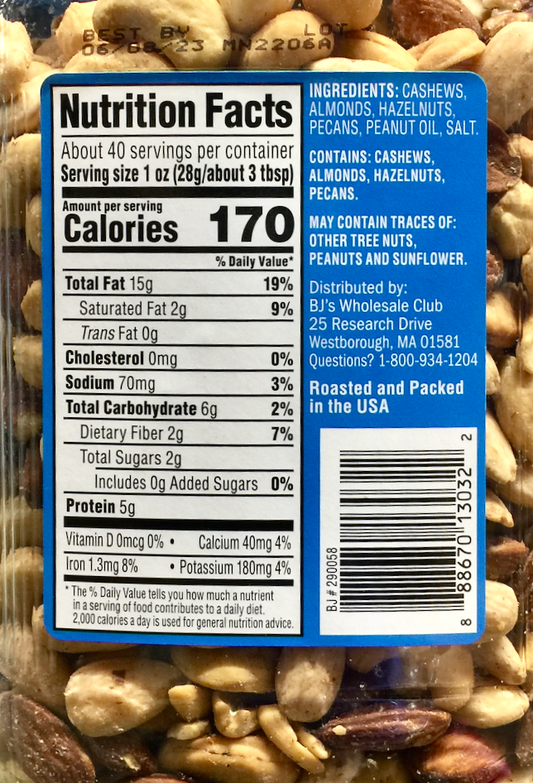 BEST BY LOT
06/08/23 MN2206A
Nutrition Facts
About 40 servings per container
Serving size 1 oz (28g/about 3 tbsp)
Amount per serving
Calories 170
% Daily Value*
Total Fat 15g 19%
Saturated Fat 2g 9%
Trans Fat 0g
Cholesterol 0mg 0%
Sodium 70mg 3%
Total Carbohydrate 6g 2%
Dietary Fiber 2g 7%
Total Sugars 2g
Includes 0g Added Sugars 0%
Protein 5g
Vitamin D 0mcg 0% • Calcium 40mg 4%
Iron 1.3mg 8% • Potassium 180mg 4%
* The % Daily Value tells you how much a nutrient
in a serving of food contributes to a daily diet.
2,000 calories a day is used for general nutrition advice.
INGREDIENTS: CASHEWS,
ALMONDS, HAZELNUTS,
PECANS, PEANUT OIL, SALT.
CONTAINS: CASHEWS,
ALMONDS, HAZELNUTS,
PECANS.
MAY CONTAIN TRACES OF:
OTHER TREE NUTS,
PEANUTS AND SUNFLOWER.
Distributed by:
BJ's Wholesale Club
25 Research Drive
Westborough, MA 01581
Questions? 1-800-934-1204
Roasted and Packed
in the USA
BJ # 290058
8 88670 13032 2